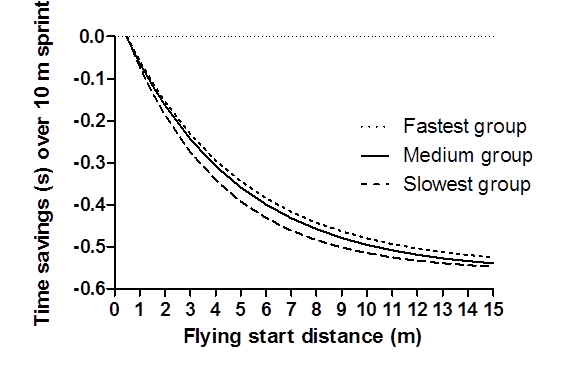 Time savings (s) over 10 m sprint
0.0
-0.1
-0.2
-0.3
-0.4
-0.5
-0.6
Fastest group
Medium group
Slowest group
0 1 2 3 4 5 6 7 8 9 10 11 12 13 14 15
Flying start distance (m)